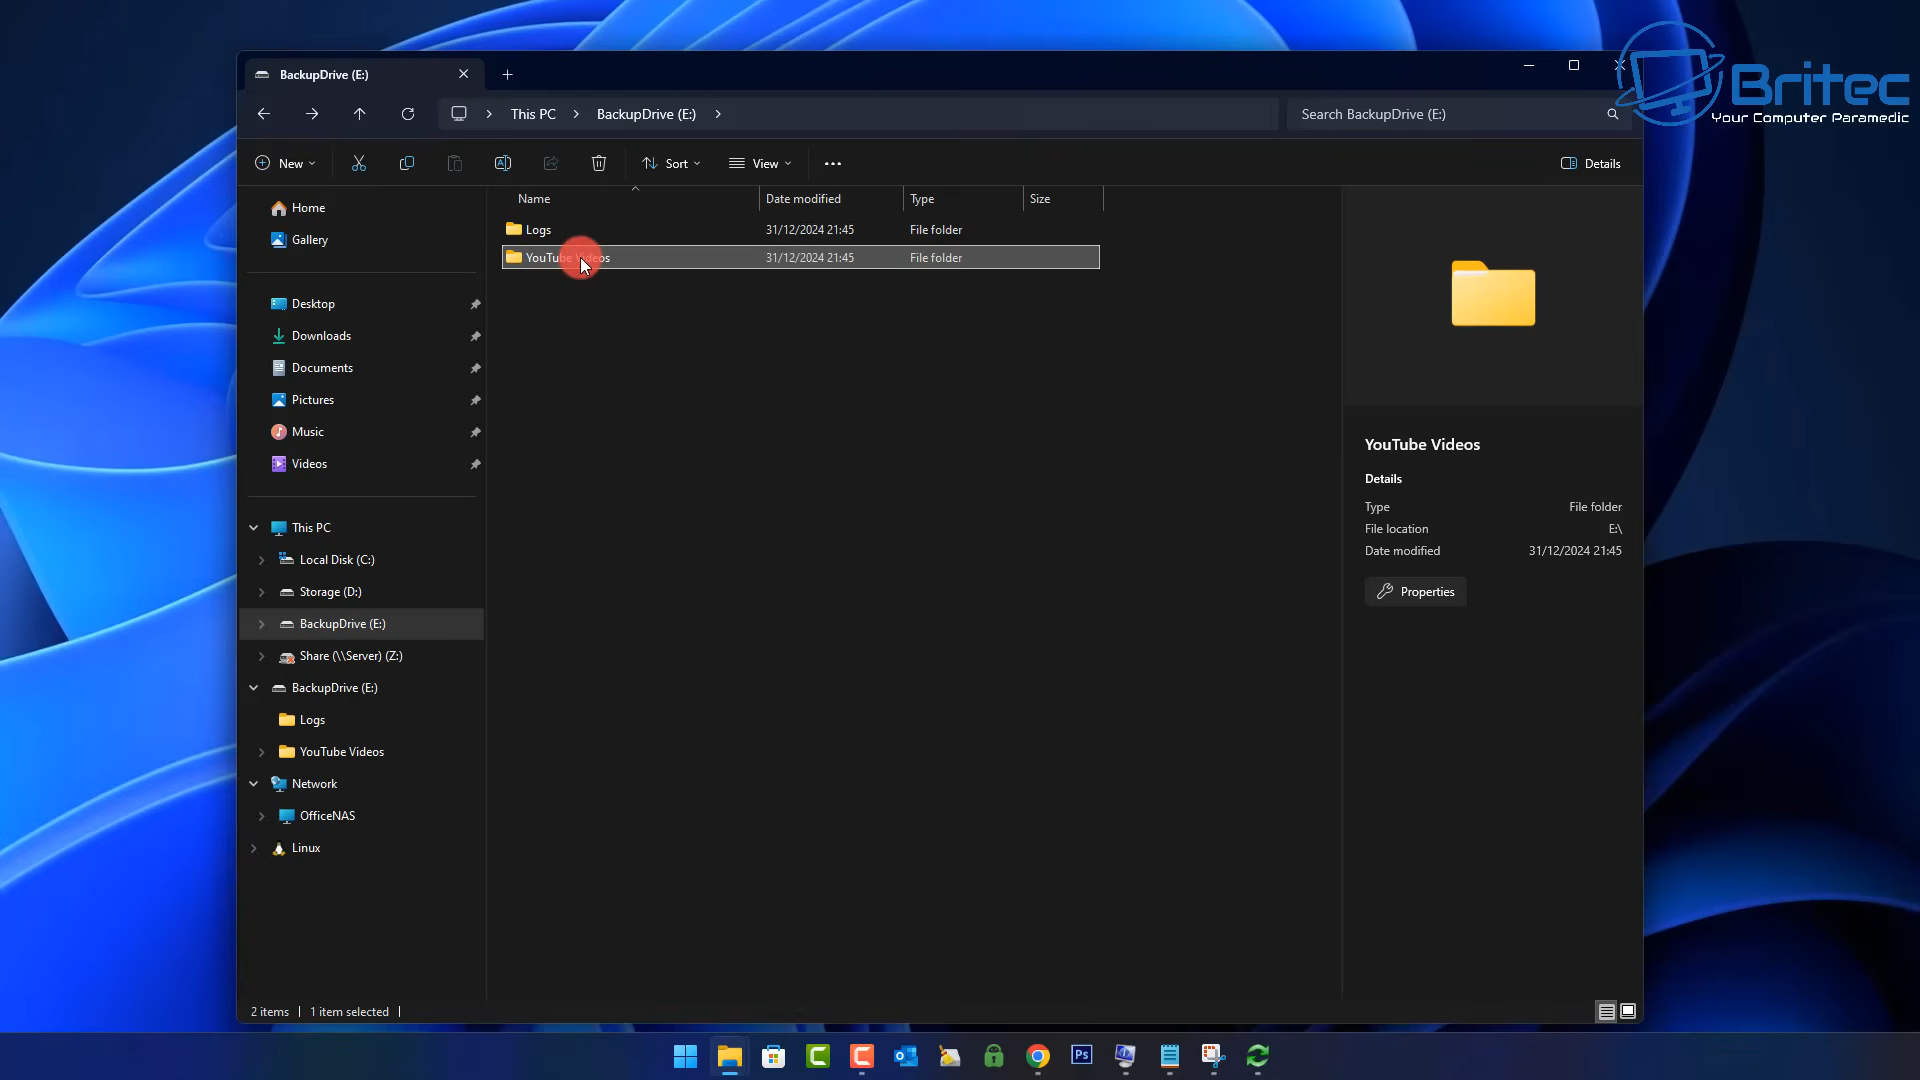 BackupDrive (E:)
This PC > BackupDrive (E:) >
Search BackupDrive (E:)
Britec
Your Computer Paramedic
New
Sort
View
Details
Home
Gallery
Desktop
Downloads
Documents
Pictures
Music
Videos
This PC
Local Disk (C:)
Storage (D:)
BackupDrive (E:)
Share (\\Server) (Z:)
BackupDrive (E:)
Logs
YouTube Videos
Network
OfficeNAS
Linux
Name Date modified Type Size
Logs 31/12/2024 21:45 File folder
YouTube Videos 31/12/2024 21:45 File folder
YouTube Videos
Details
Type File folder
File location E:\
Date modified 31/12/2024 21:45
Properties
2 items | 1 item selected |
Ps